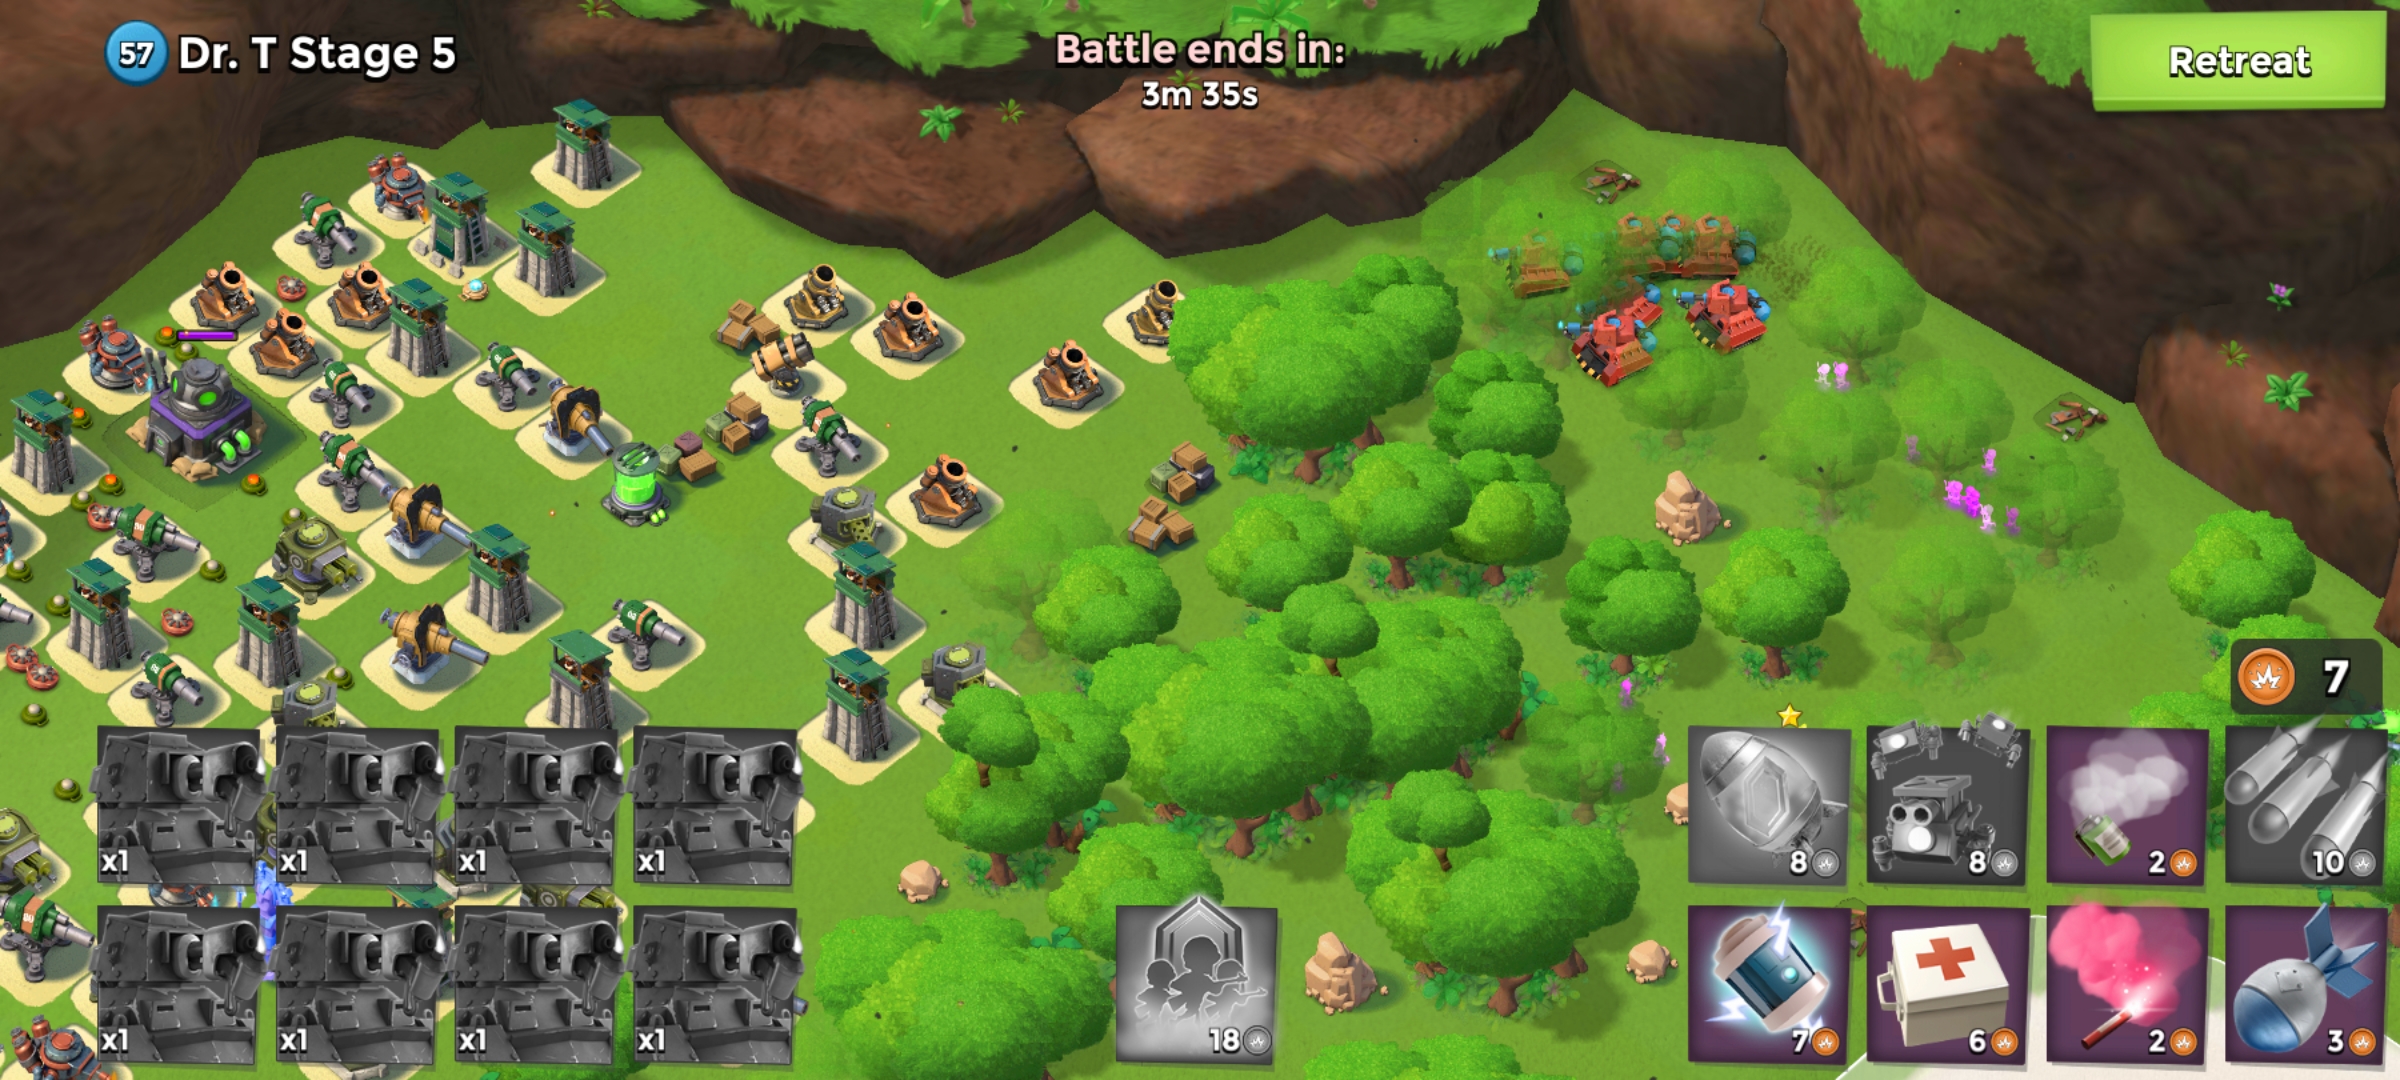 57 Dr. T Stage 5
Battle ends in:
3m 35s
Retreat
7
x1 x1 x1 x1
8 8 2 10
x1 x1 x1 x1
18
7 6 2 3